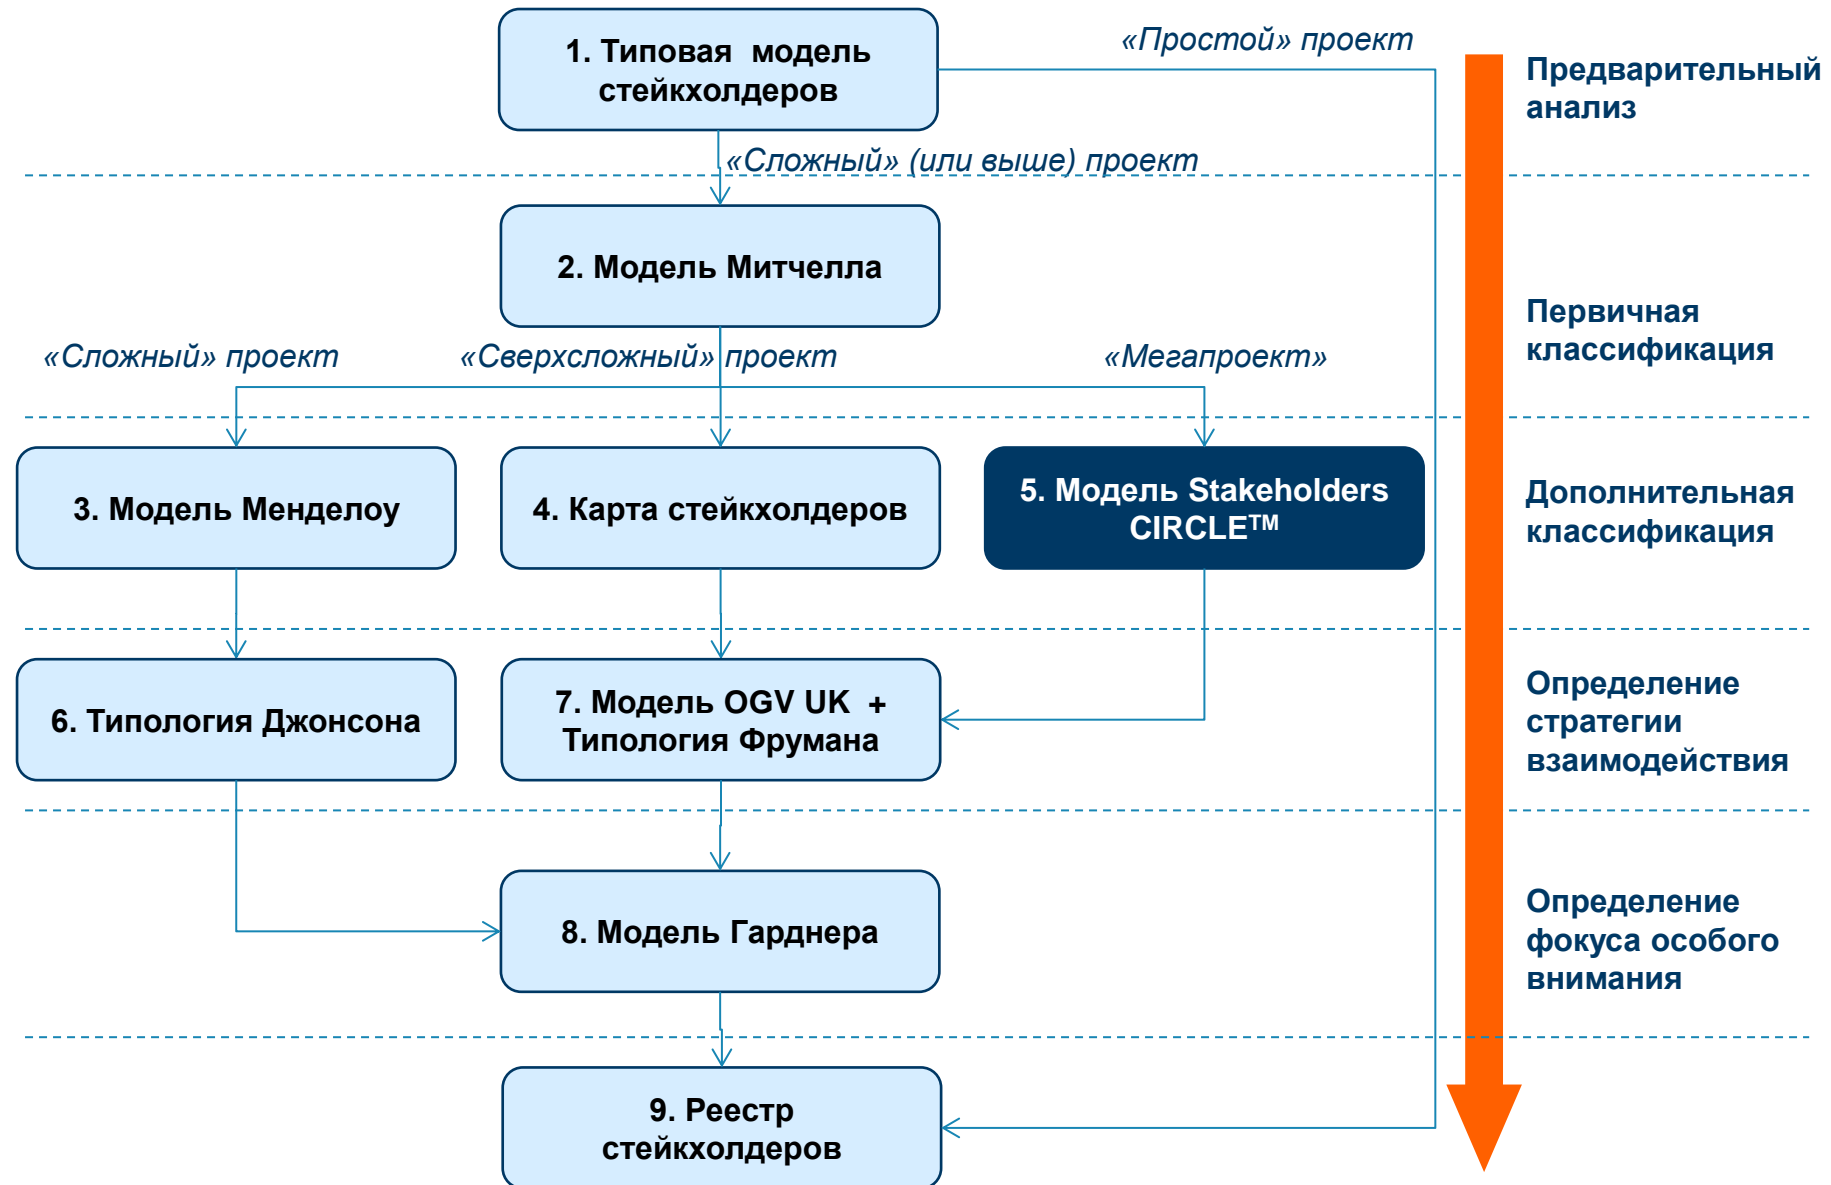 1. Типовая модель
стейкхолдеров
«Простой» проект
Предварительный
анализ
«Сложный» (или выше) проект
2. Модель Митчелла
Первичная
классификация
«Сложный» проект
«Сверхсложный» проект
«Мегапроект»
3. Модель Менделоу
4. Карта стейкхолдеров
5. Модель Stakeholders
CIRCLE™
Дополнительная
классификация
6. Типология Джонсона
7. Модель OGV UK +
Типология Фрумана
Определение
стратегии
взаимодействия
8. Модель Гарднера
Определение
фокуса особого
внимания
9. Реестр
стейкхолдеров